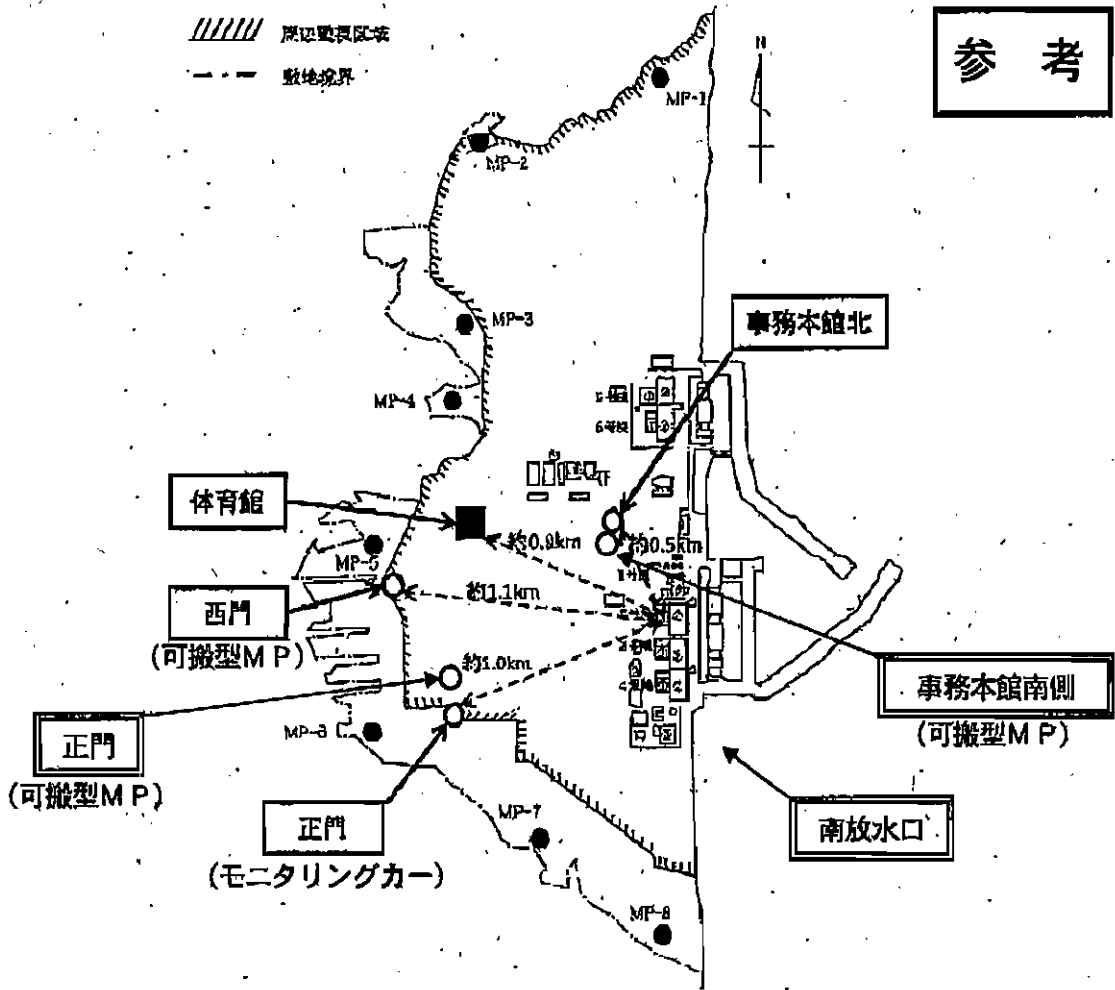 参 考
敷地境界
N
MP-1
MP-2
MP-3
事務本館北
MP-4
体育館
約0.9km
約0.5km
MP-5
約1.1km
西門
(可搬型MP)
約1.0km
事務本館南側
(可搬型MP)
正門
(可搬型MP)
MP-6
正門
(モニタリングカー)
MP-7
南放水口
MP-8